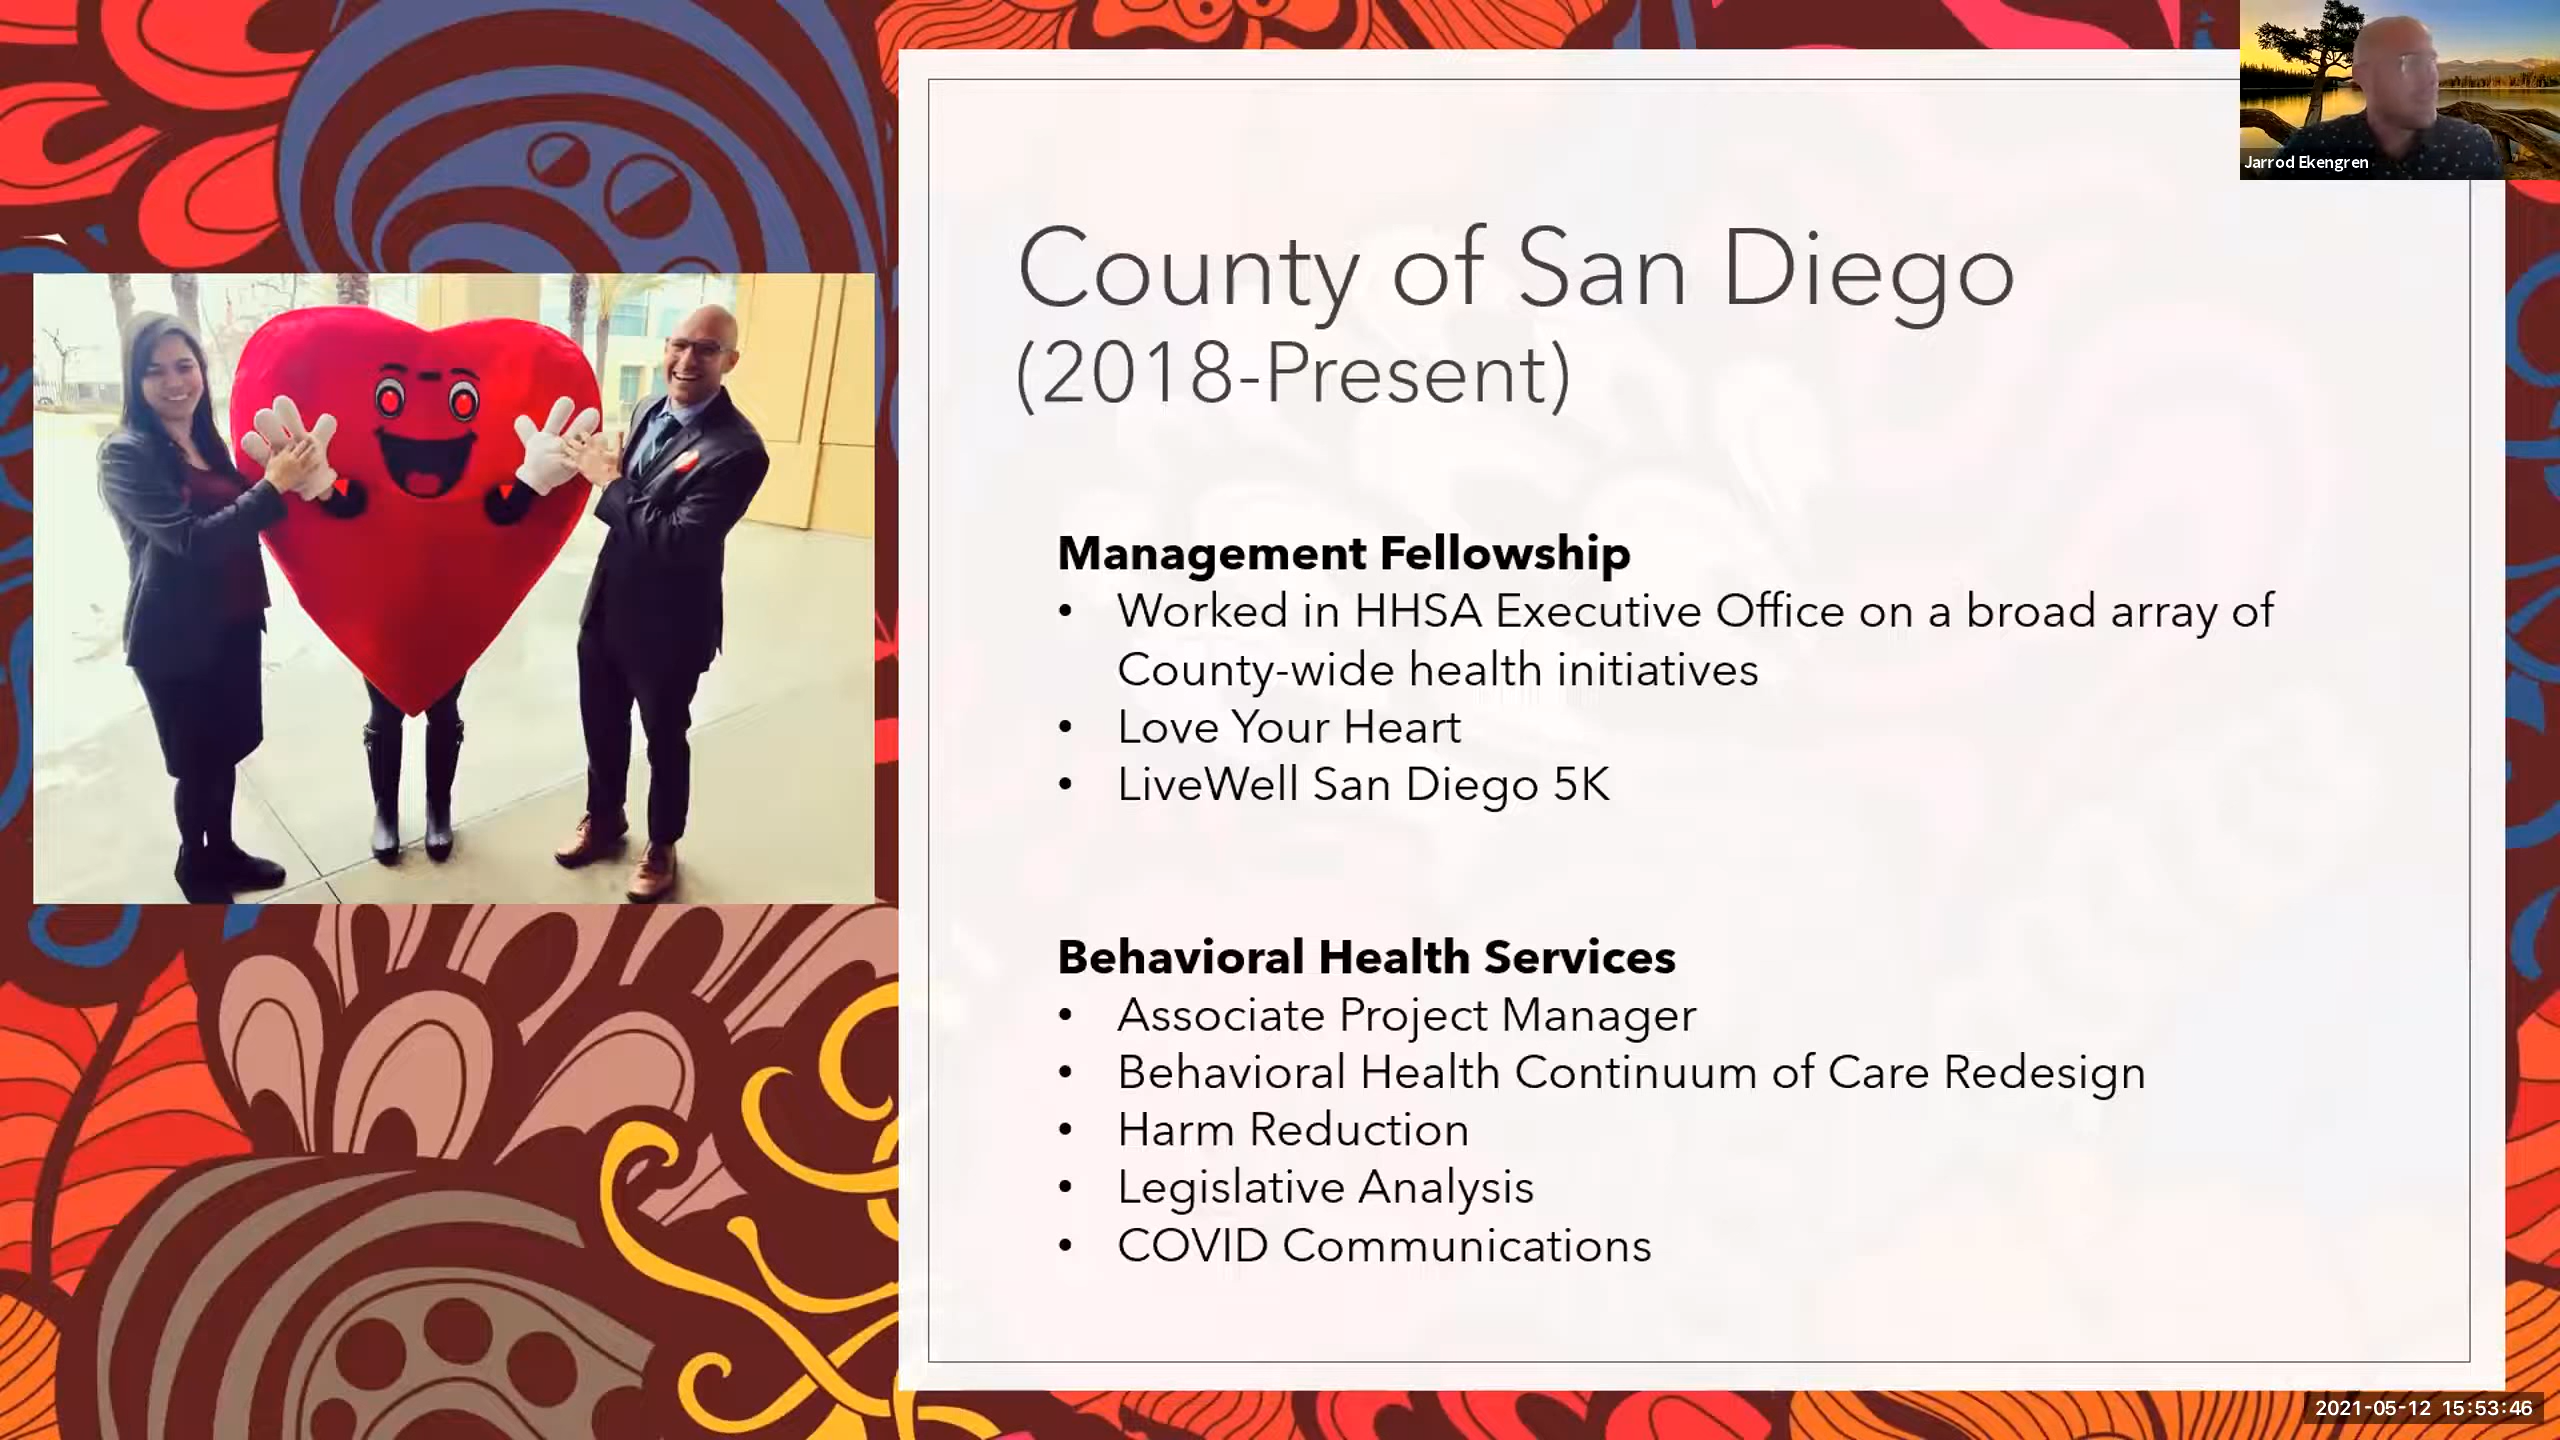 Jarrod Ekengren
County of San Diego
(2018-Present)
Management Fellowship
• Worked in HHSA Executive Office on a broad array of
County-wide health initiatives
• Love Your Heart
• LiveWell San Diego 5K
Behavioral Health Services
• Associate Project Manager
• Behavioral Health Continuum of Care Redesign
• Harm Reduction
• Legislative Analysis
• COVID Communications
2021-05-12 15:53:46